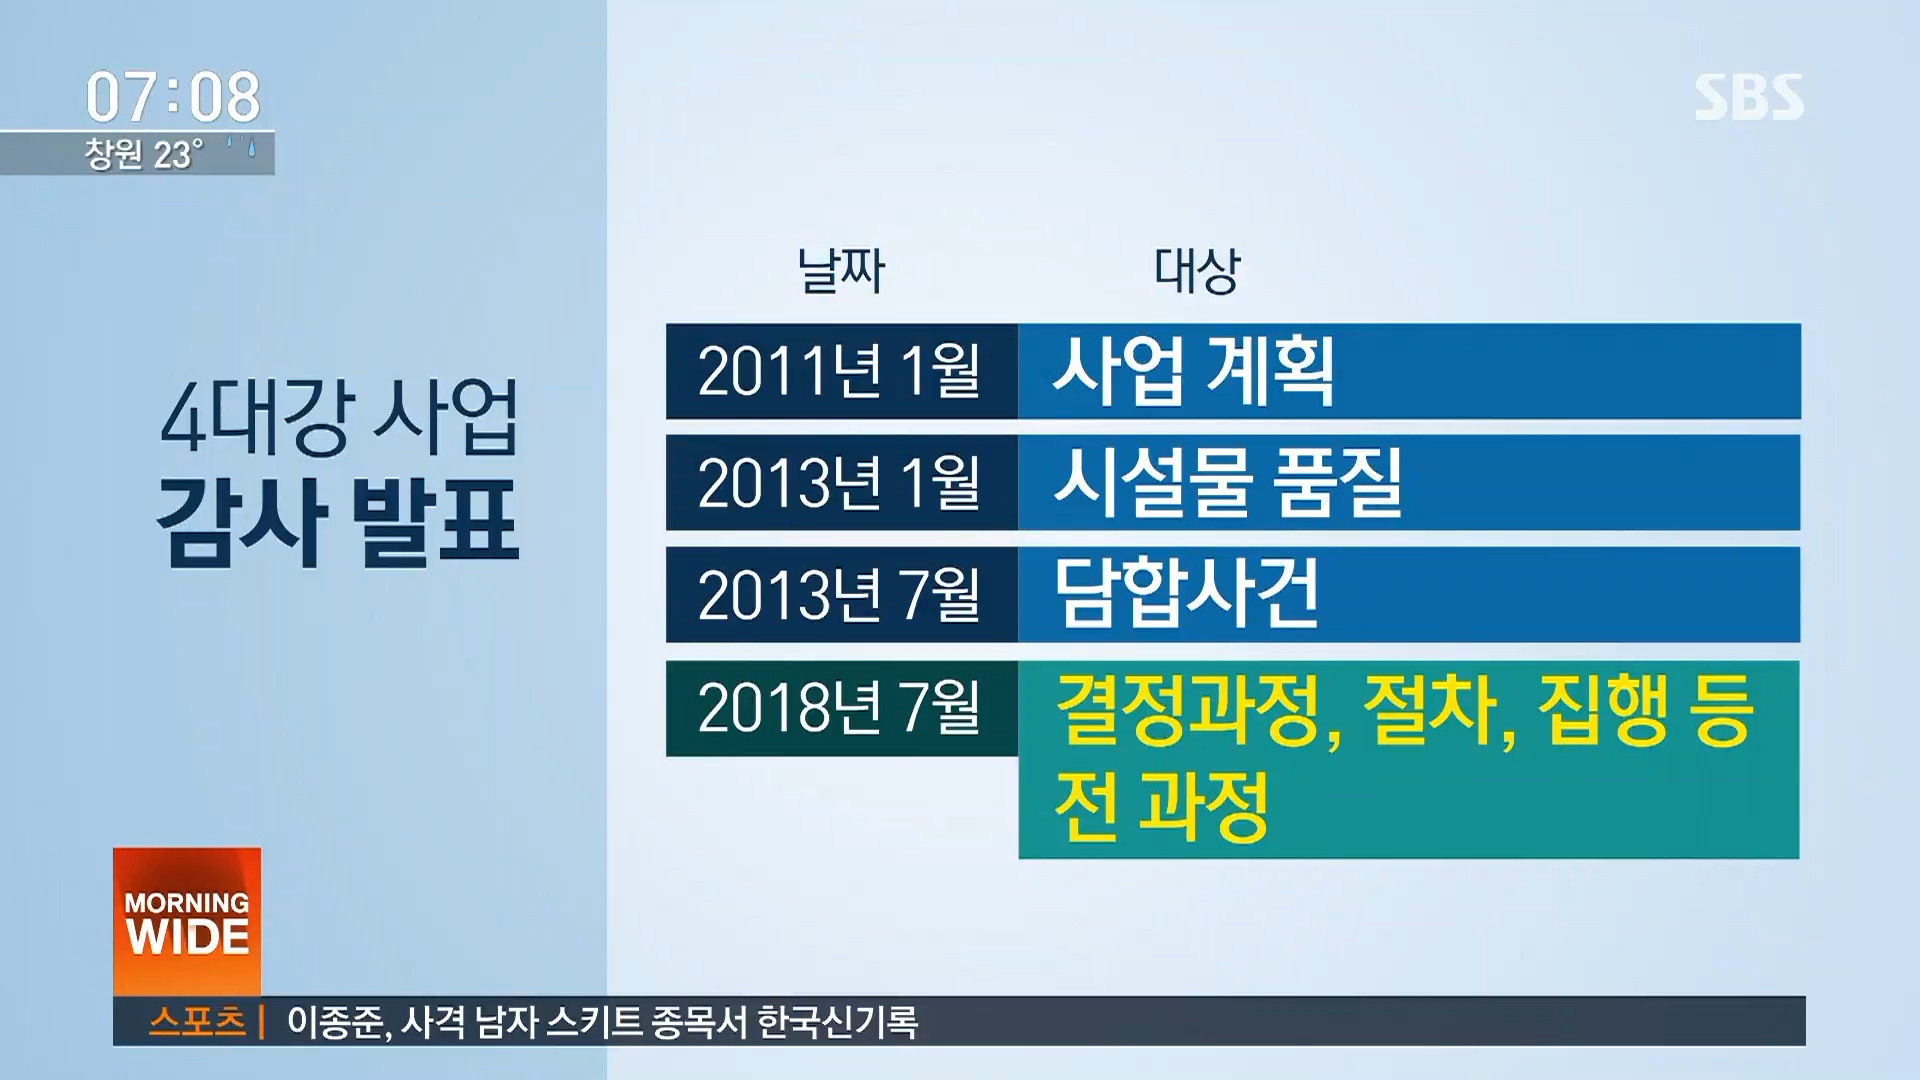 07:08
SBS
창원 23°
4대강 사업
감사 발표
날짜 대상
2011년 1월 사업 계획
2013년 1월 시설물 품질
2013년 7월 담합사건
2018년 7월 결정과정, 절차, 집행 등
전 과정
MORNING
WIDE
스포츠 | 이종준, 사격 남자 스키트 종목서 한국신기록